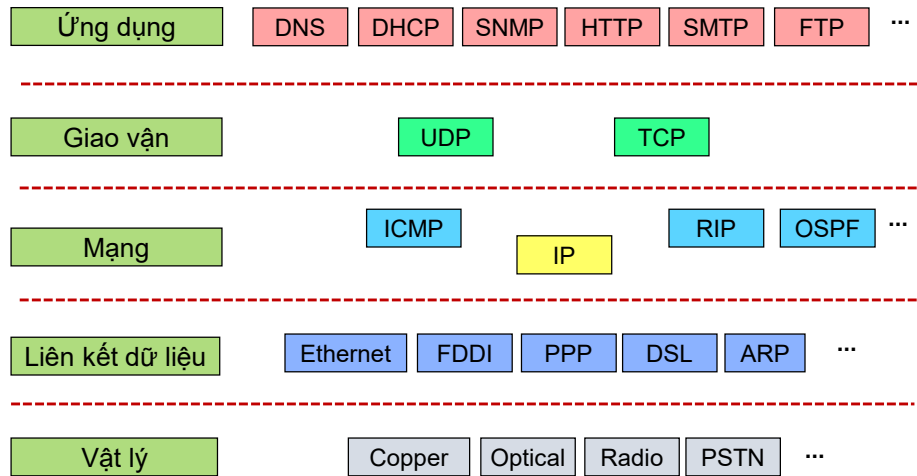 Ứng dụng DNS DHCP SNMP HTTP SMTP FTP ...
Giao vận UDP TCP
Mạng ICMP IP RIP OSPF ...
Liên kết dữ liệu Ethernet FDDI PPP DSL ARP ...
Vật lý Copper Optical Radio PSTN ...